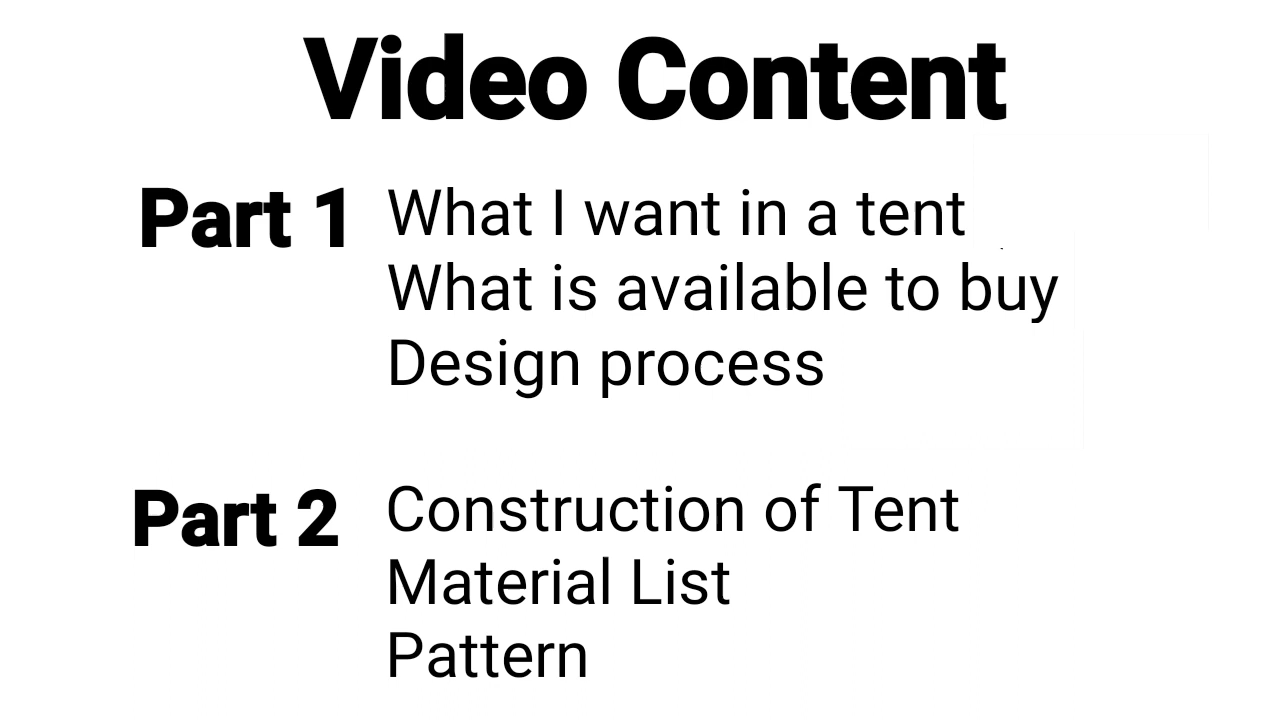 Video Content
Part 1 What I want in a tent
What is available to buy
Design process
Part 2 Construction of Tent
Material List
Pattern